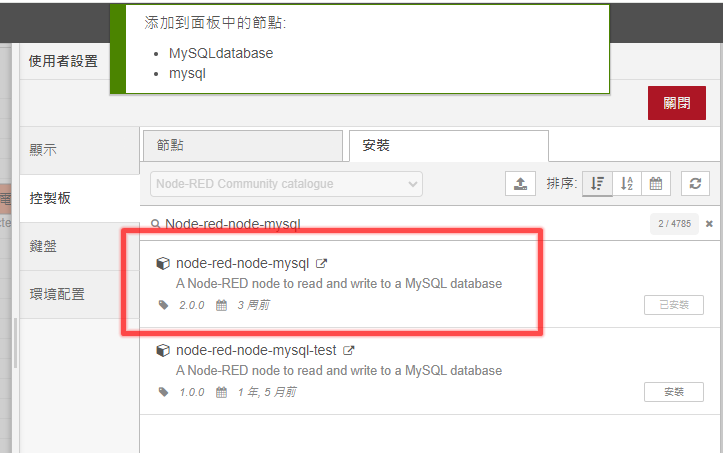 添加到面板中的節點:
MySQLdatabase
mysql
使用者設置
關閉
顯示
控製板
鍵盤
環境配置
節點
安裝
Node-RED Community catalogue
排序:
Node-red-node-mysql
2 / 4785
node-red-node-mysql
A Node-RED node to read and write to a MySQL database
2.0.0
3 周前
已安裝
node-red-node-mysql-test
A Node-RED node to read and write to a MySQL database
1.0.0
1 年, 5 月前
安裝
電
cte